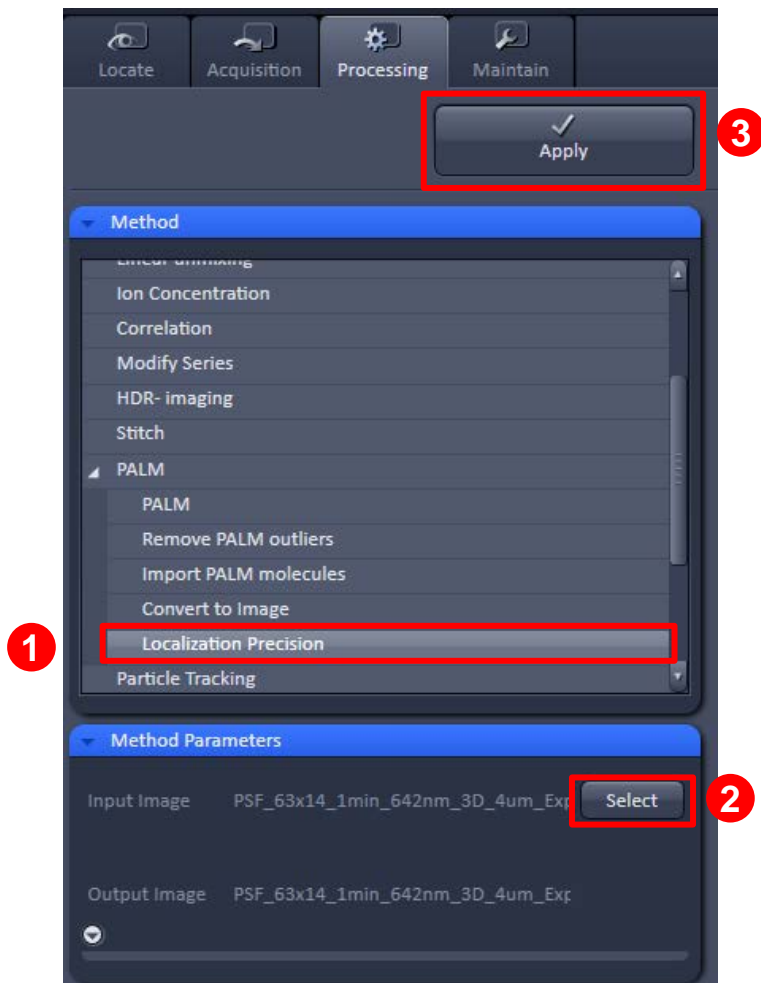 Locate Acquisition Processing Maintain
Apply
3
Method
Linear unmixing
Ion Concentration
Correlation
Modify Series
HDR- imaging
Stitch
PALM
PALM
Remove PALM outliers
Import PALM molecules
Convert to Image
1 Localization Precision
Particle Tracking
Method Parameters
Input Image PSF_63x14_1min_642nm_3D_4um_Exp Select 2
Output Image PSF_63x14_1min_642nm_3D_4um_Exp